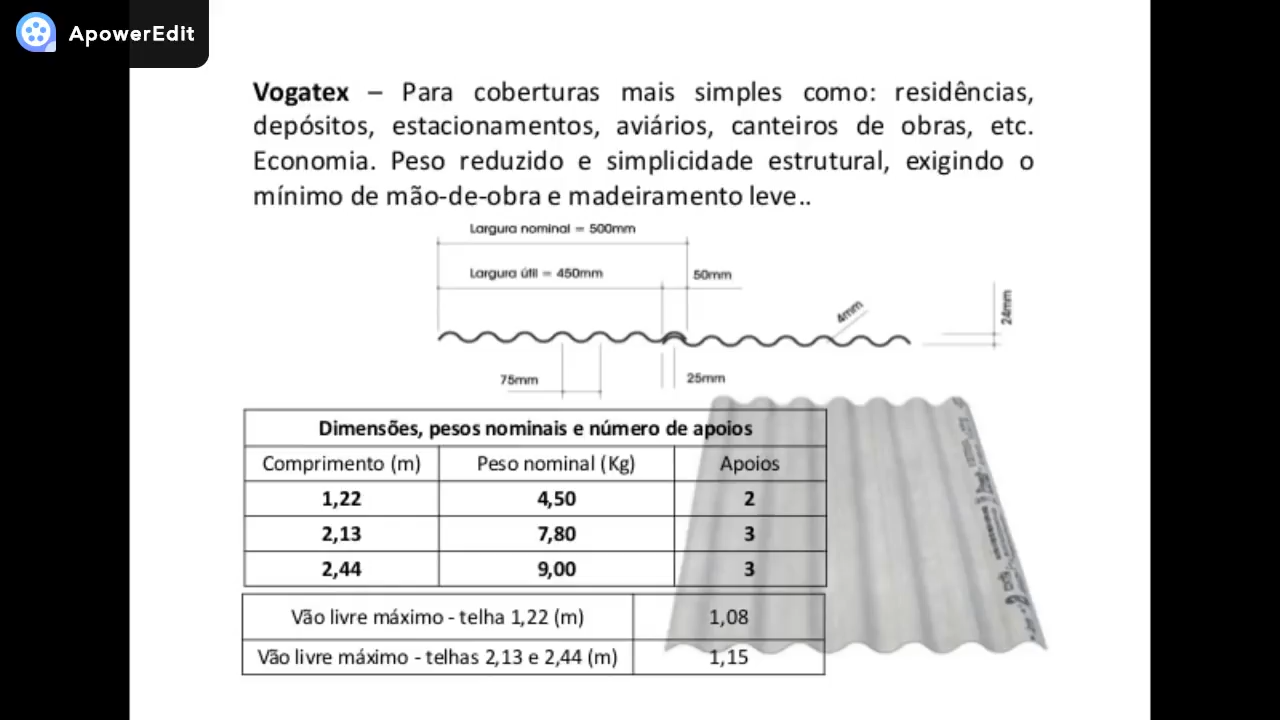 ApowerEdit
Vogatex – Para coberturas mais simples como: residências,
depósitos, estacionamentos, aviários, canteiros de obras, etc.
Economia. Peso reduzido e simplicidade estrutural, exigindo o
mínimo de mão-de-obra e madeiramento leve..
Largura nominal = 500mm
Largura útil = 450mm
50mm
4mm
24mm
75mm
25mm
Dimensões, pesos nominais e número de apoios
Comprimento (m) Peso nominal (Kg) Apoios
1,22 4,50 2
2,13 7,80 3
2,44 9,00 3
Vão livre máximo - telha 1,22 (m) 1,08
Vão livre máximo - telhas 2,13 e 2,44 (m) 1,15